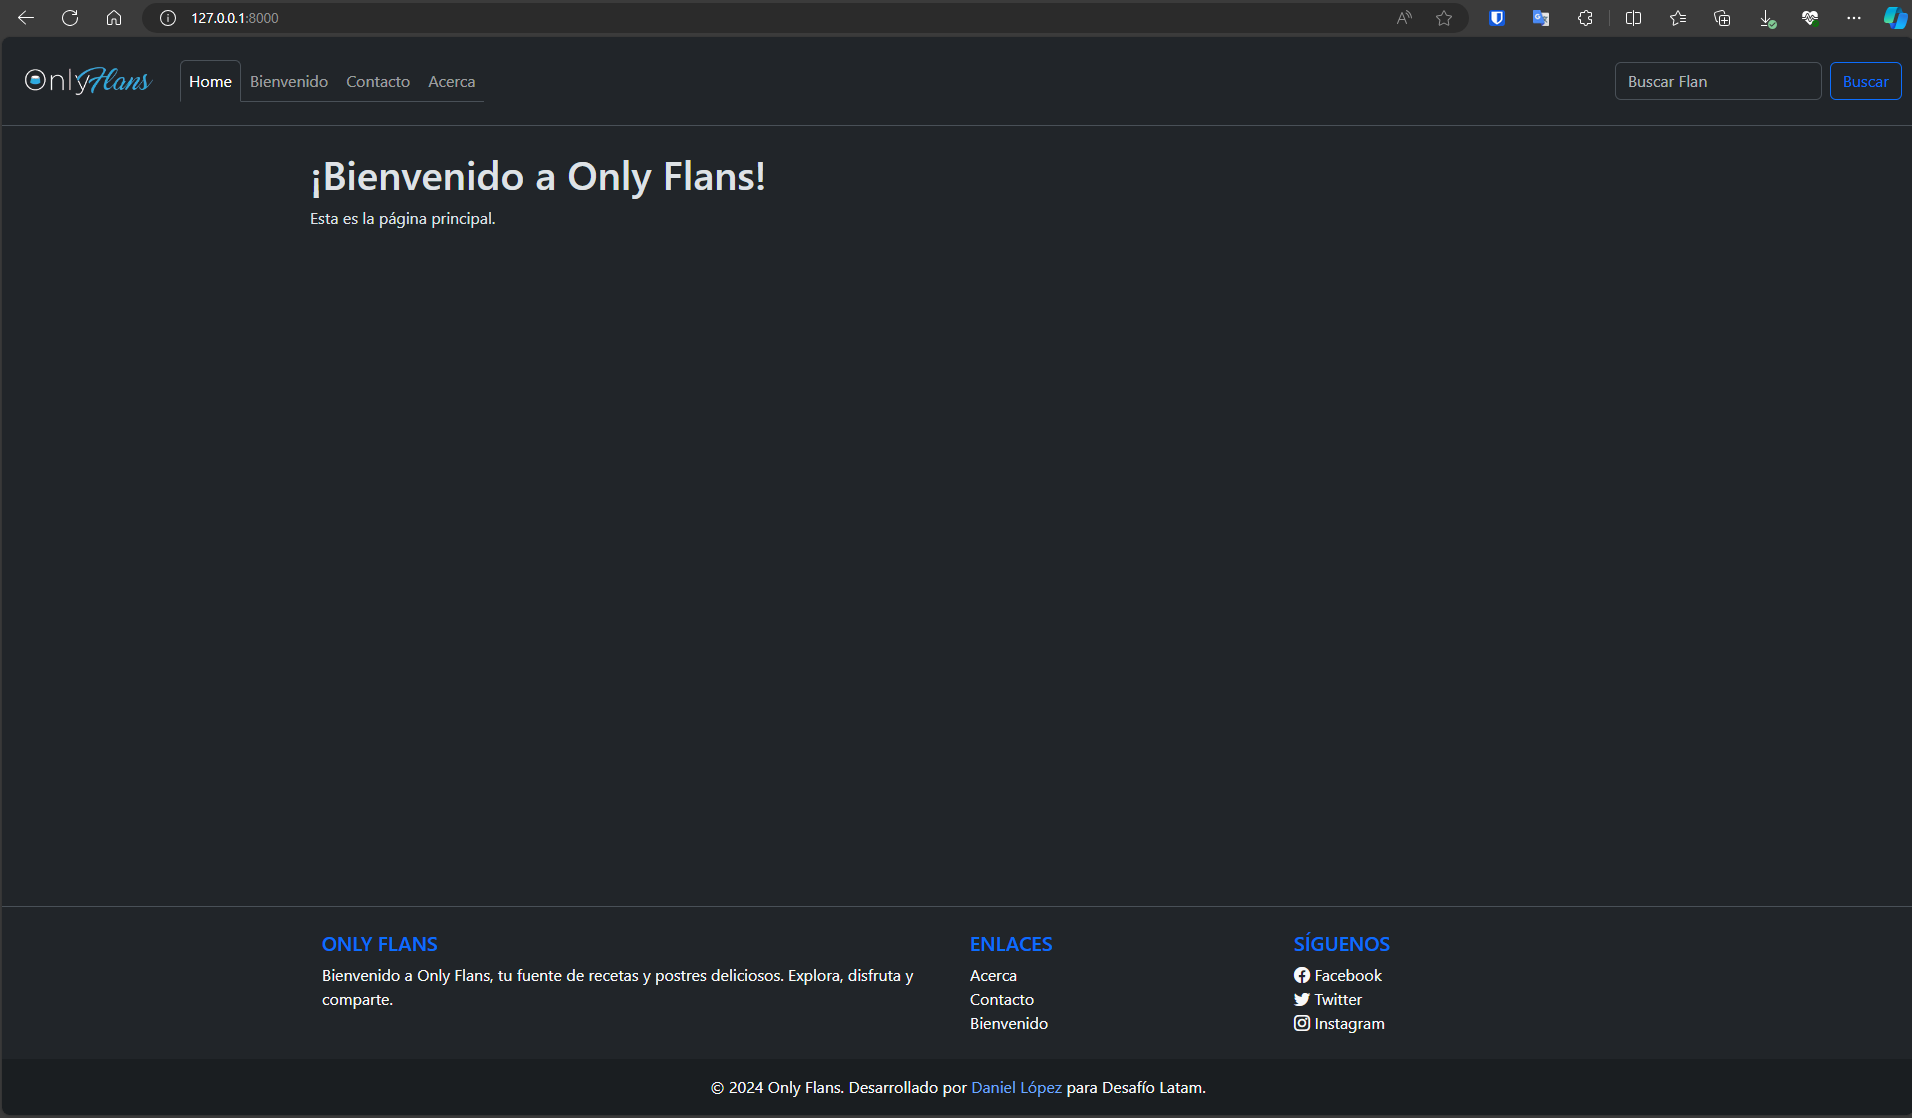 127.0.0.1:8000
OnlyFlans
Home Bienvenido Contacto Acerca
Buscar Flan Buscar
¡Bienvenido a Only Flans!
Esta es la página principal.
ONLY FLANS
Bienvenido a Only Flans, tu fuente de recetas y postres deliciosos. Explora, disfruta y
comparte.
ENLACES
Acerca
Contacto
Bienvenido
SÍGUENOS
Facebook
Twitter
Instagram
© 2024 Only Flans. Desarrollado por Daniel López para Desafío Latam.